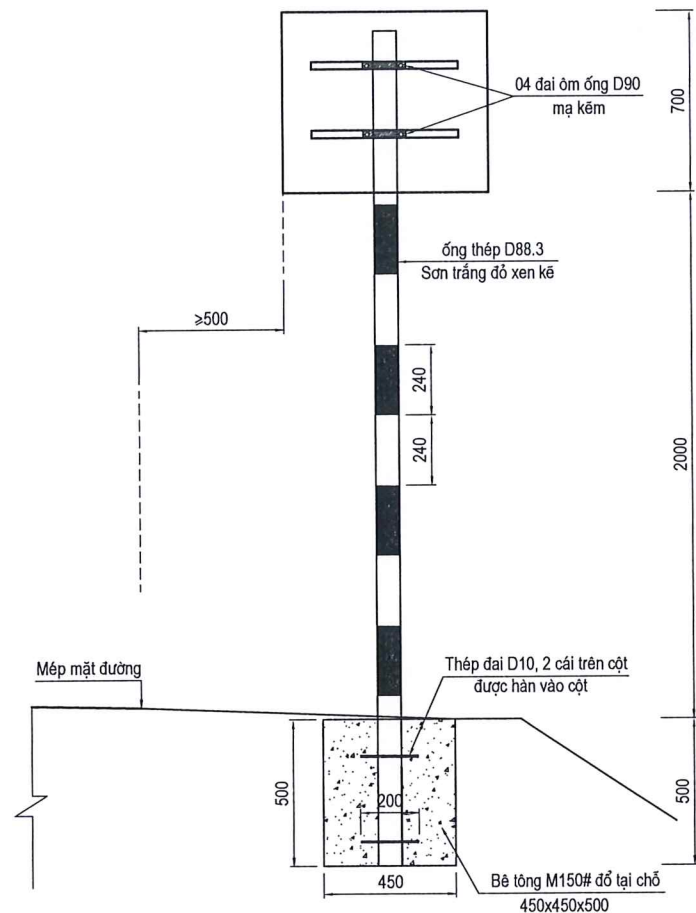 04 đai ôm ống D90
mạ kẽm
700
ống thép D88.3
Sơn trắng đỏ xen kẽ
≥500
240
240
2000
Mép mặt đường
Thép đai D10, 2 cái trên cột
được hàn vào cột
500
200
500
450
Bê tông M150# đổ tại chỗ
450x450x500